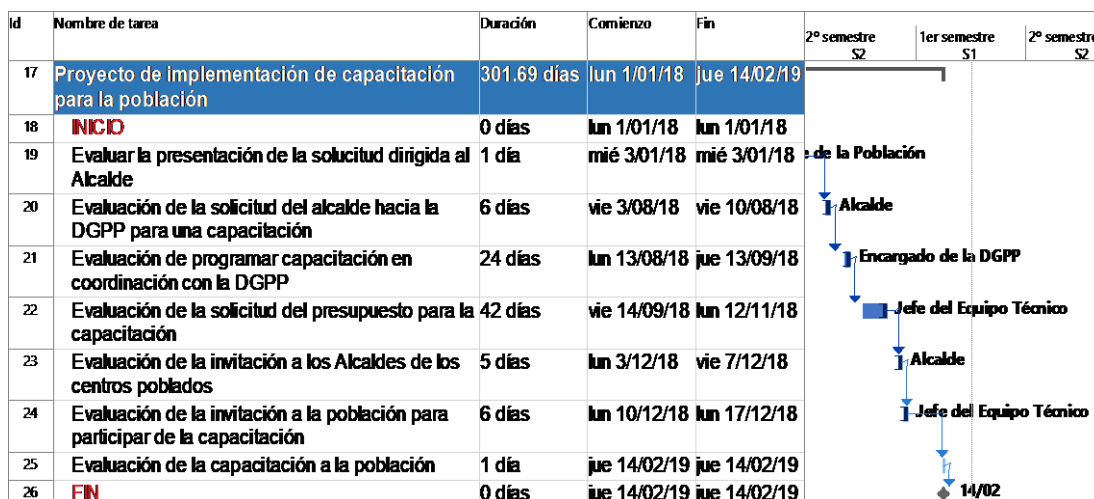 Id Nombre de tarea Duración Comienzo Fin
2º semestre 1er semestre 2º semestre
S2 S1 S2
17 Proyecto de implementación de capacitación 301.69 días lun 1/01/18 jue 14/02/19
para la población
18 INICIO 0 días lun 1/01/18 lun 1/01/18
19 Evaluar la presentación de la solucitud dirigida al 1 día mié 3/01/18 mié 3/01/18 de la Población
Alcalde
20 Evaluación de la solicitud del alcalde hacia la 6 días vie 3/08/18 vie 10/08/18 Alcalde
DGPP para una capacitación
21 Evaluación de programar capacitación en 24 días lun 13/08/18 jue 13/09/18 Encargado de la DGPP
coordinación con la DGPP
22 Evaluación de la solicitud del presupuesto para la 42 días vie 14/09/18 lun 12/11/18 Jefe del Equipo Técnico
capacitación
23 Evaluación de la invitación a los Alcaldes de los 5 días lun 3/12/18 vie 7/12/18 Alcalde
centros poblados
24 Evaluación de la invitación a la población para 6 días lun 10/12/18 lun 17/12/18 Jefe del Equipo Técnico
participar de la capacitación
25 Evaluación de la capacitación a la población 1 día jue 14/02/19 jue 14/02/19
26 FIN 0 días jue 14/02/19 jue 14/02/19 14/02